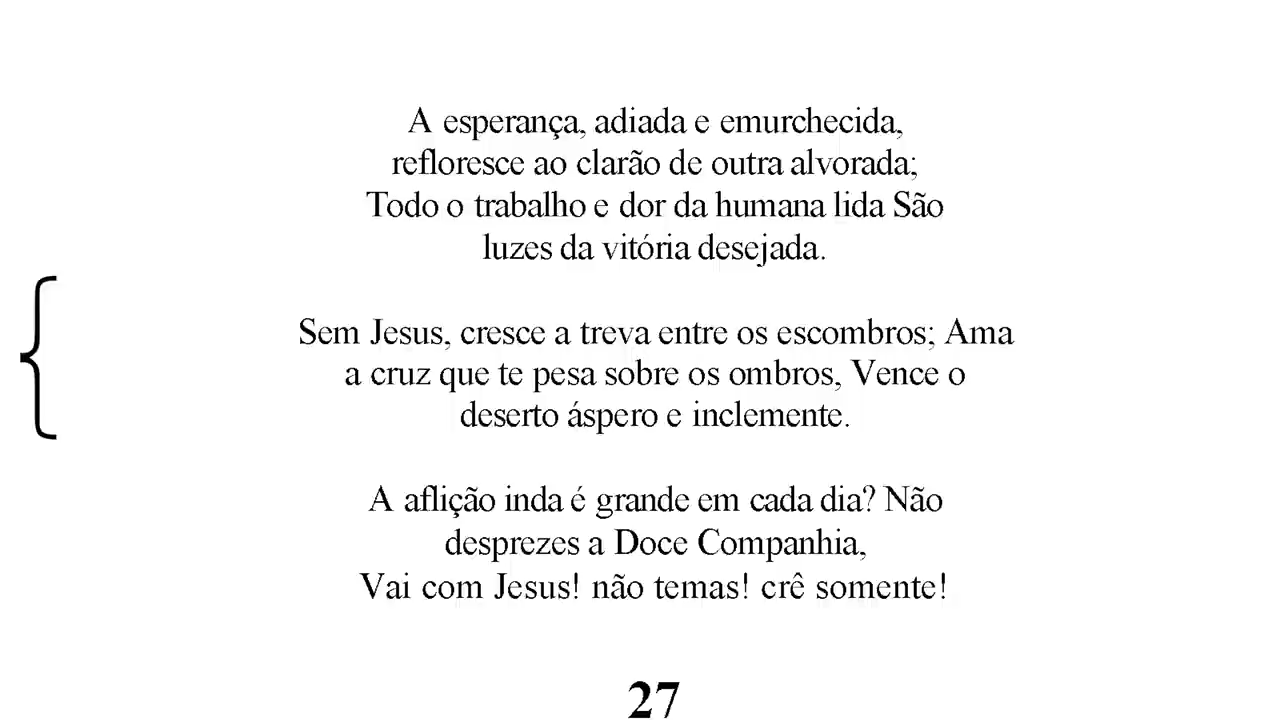 A esperança, adiada e emurchecida,
refloresce ao clarão de outra alvorada;
Todo o trabalho e dor da humana lida São
luzes da vitória desejada.
Sem Jesus, cresce a treva entre os escombros; Ama
a cruz que te pesa sobre os ombros, Vence o
deserto áspero e inclemente.
A aflição inda é grande em cada dia? Não
desprezes a Doce Companhia,
Vai com Jesus! não temas! crê somente!
27